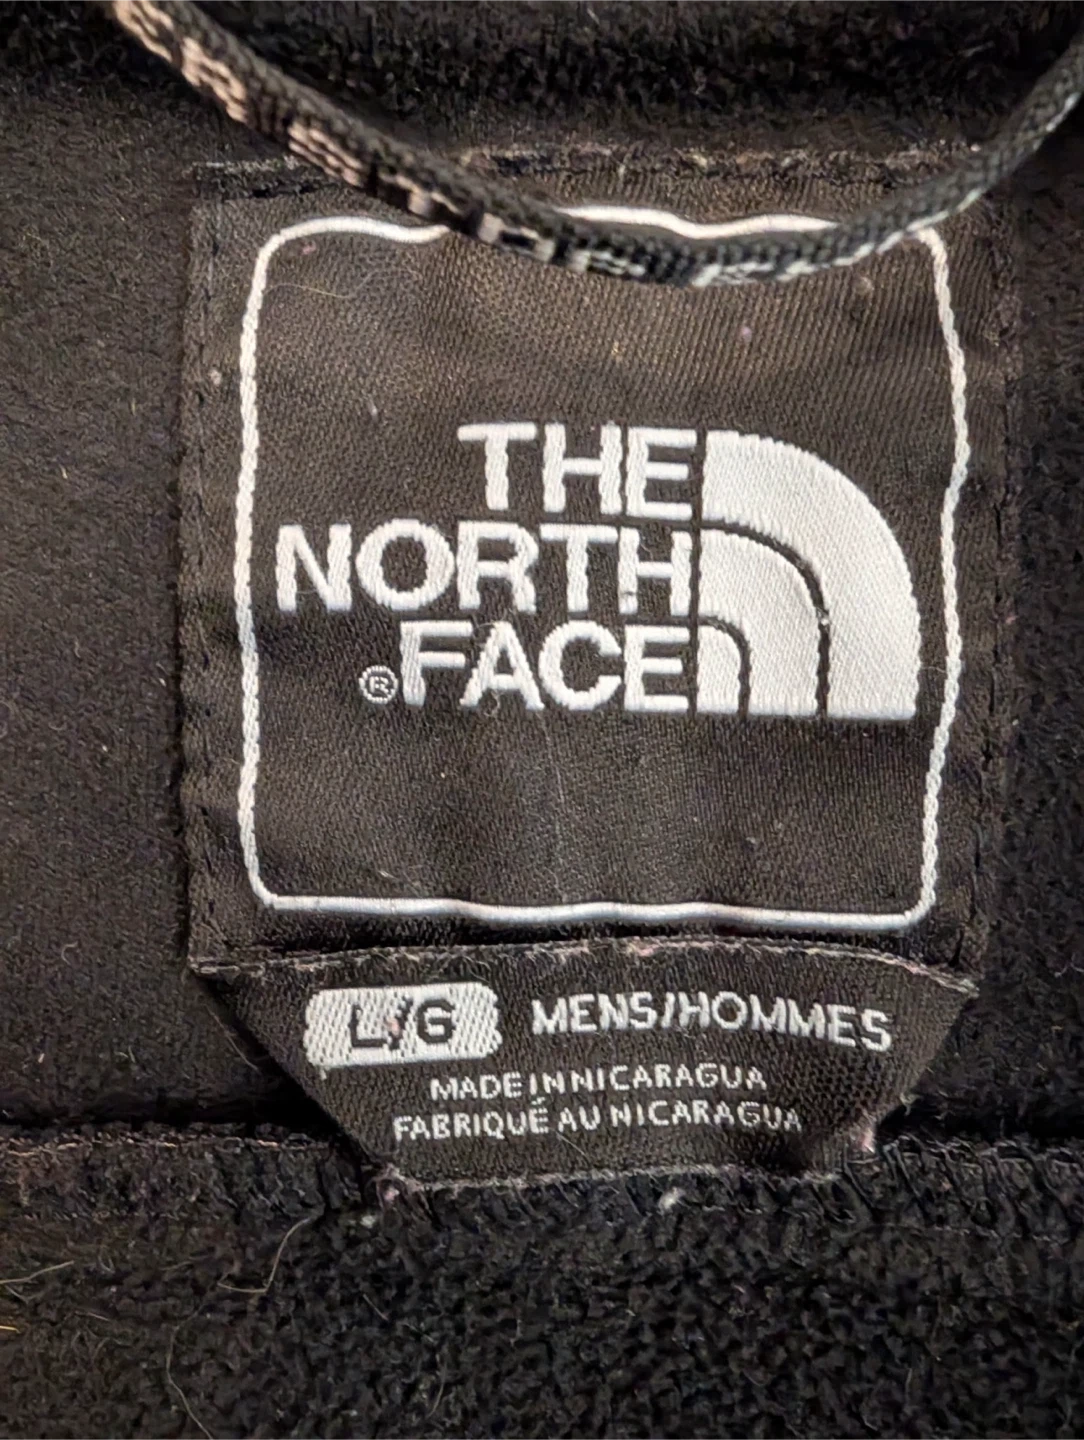 THE
NORTH
®FACE
L/G MENS/HOMMES
MADE IN NICARAGUA
FABRIQUÉ AU NICARAGUA